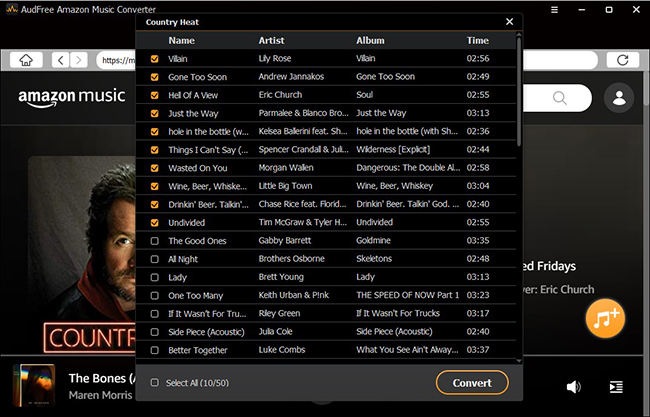 AudFree Amazon Music Converter
Country Heat
Name Artist Album Time
Villain Lily Rose Villain 02:56
Gone Too Soon Andrew Jannakos Gone Too Soon 02:49
Hell Of A View Eric Church Soul 02:55
Just the Way Parmalee & Blanco Bro... Just the Way 03:13
hole in the bottle (w... Kelsea Ballerini feat. Sh... hole in the bottle (with Sh... 02:36
Things I Can't Say (... Spencer Crandall & Juli... Wilderness [Explicit] 02:44
Wasted On You Morgan Wallen Dangerous: The Double Al... 02:58
Wine, Beer, Whiske... Little Big Town Wine, Beer, Whiskey 03:04
Drinkin' Beer. Talkin'... Chase Rice feat. Florid... Drinkin' Beer. Talkin' God. ... 02:40
Undivided Tim McGraw & Tyler H... Undivided 02:55
The Good Ones Gabby Barrett Goldmine 03:35
All Night Brothers Osborne Skeletons 02:48
Lady Brett Young Lady 03:13
One Too Many Keith Urban & P!nk THE SPEED OF NOW Part 1 03:23
If It Wasn't For Tru... Riley Green If It Wasn't For Trucks 03:17
Side Piece (Acoustic) Julia Cole Side Piece (Acoustic) 02:40
Better Together Luke Combs What You See Ain't Alway... 03:37
Select All (10/50)
Convert
https://m
amazon music
ed Fridays
ver: Eric Church
COUNTR
The Bones (
Maren Morris